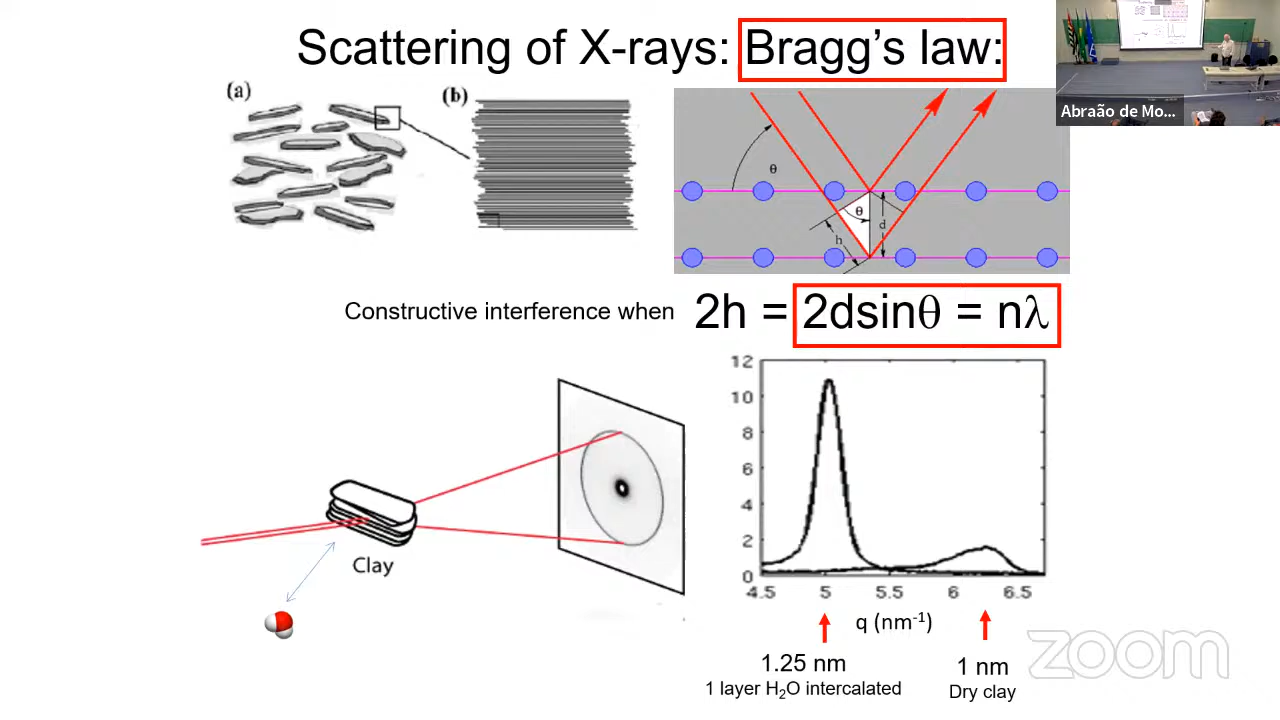 Scattering of X-rays: Bragg's law:
Abraão de Mo...
(a)
(b)
θ
θ
d
h
Constructive interference when 2h = 2dsinθ = nλ
Clay
12
10
8
6
4
2
0
4.5 5 5.5 6 6.5
q (nm⁻¹)
1.25 nm
1 layer H₂O intercalated
1 nm
Dry clay
zoom